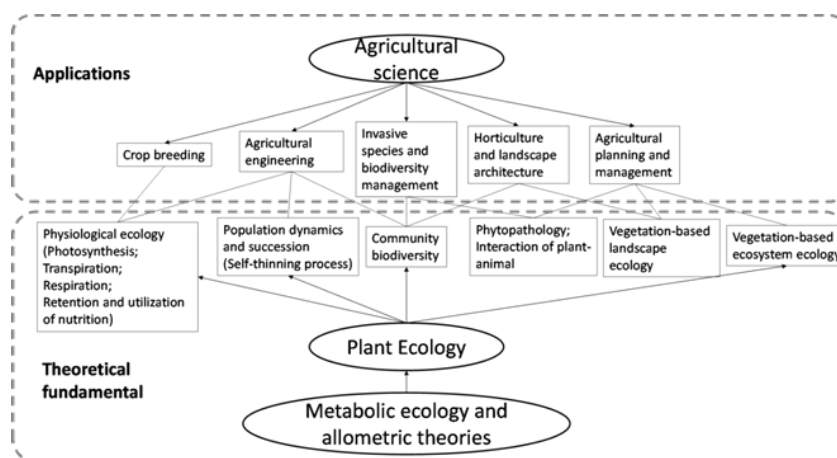 Agricultural
science
Applications
Crop breeding
Agricultural
engineering
Invasive
species and
biodiversity
management
Horticulture
and landscape
architecture
Agricultural
planning and
management
Physiological ecology
(Photosynthesis;
Transpiration;
Respiration;
Retention and utilization
of nutrition)
Population dynamics
and succession
(Self-thinning process)
Community
biodiversity
Phytopathology;
Interaction of plant-
animal
Vegetation-based
landscape
ecology
Vegetation-based
ecosystem ecology
Plant Ecology
Theoretical
fundamental
Metabolic ecology and
allometric theories